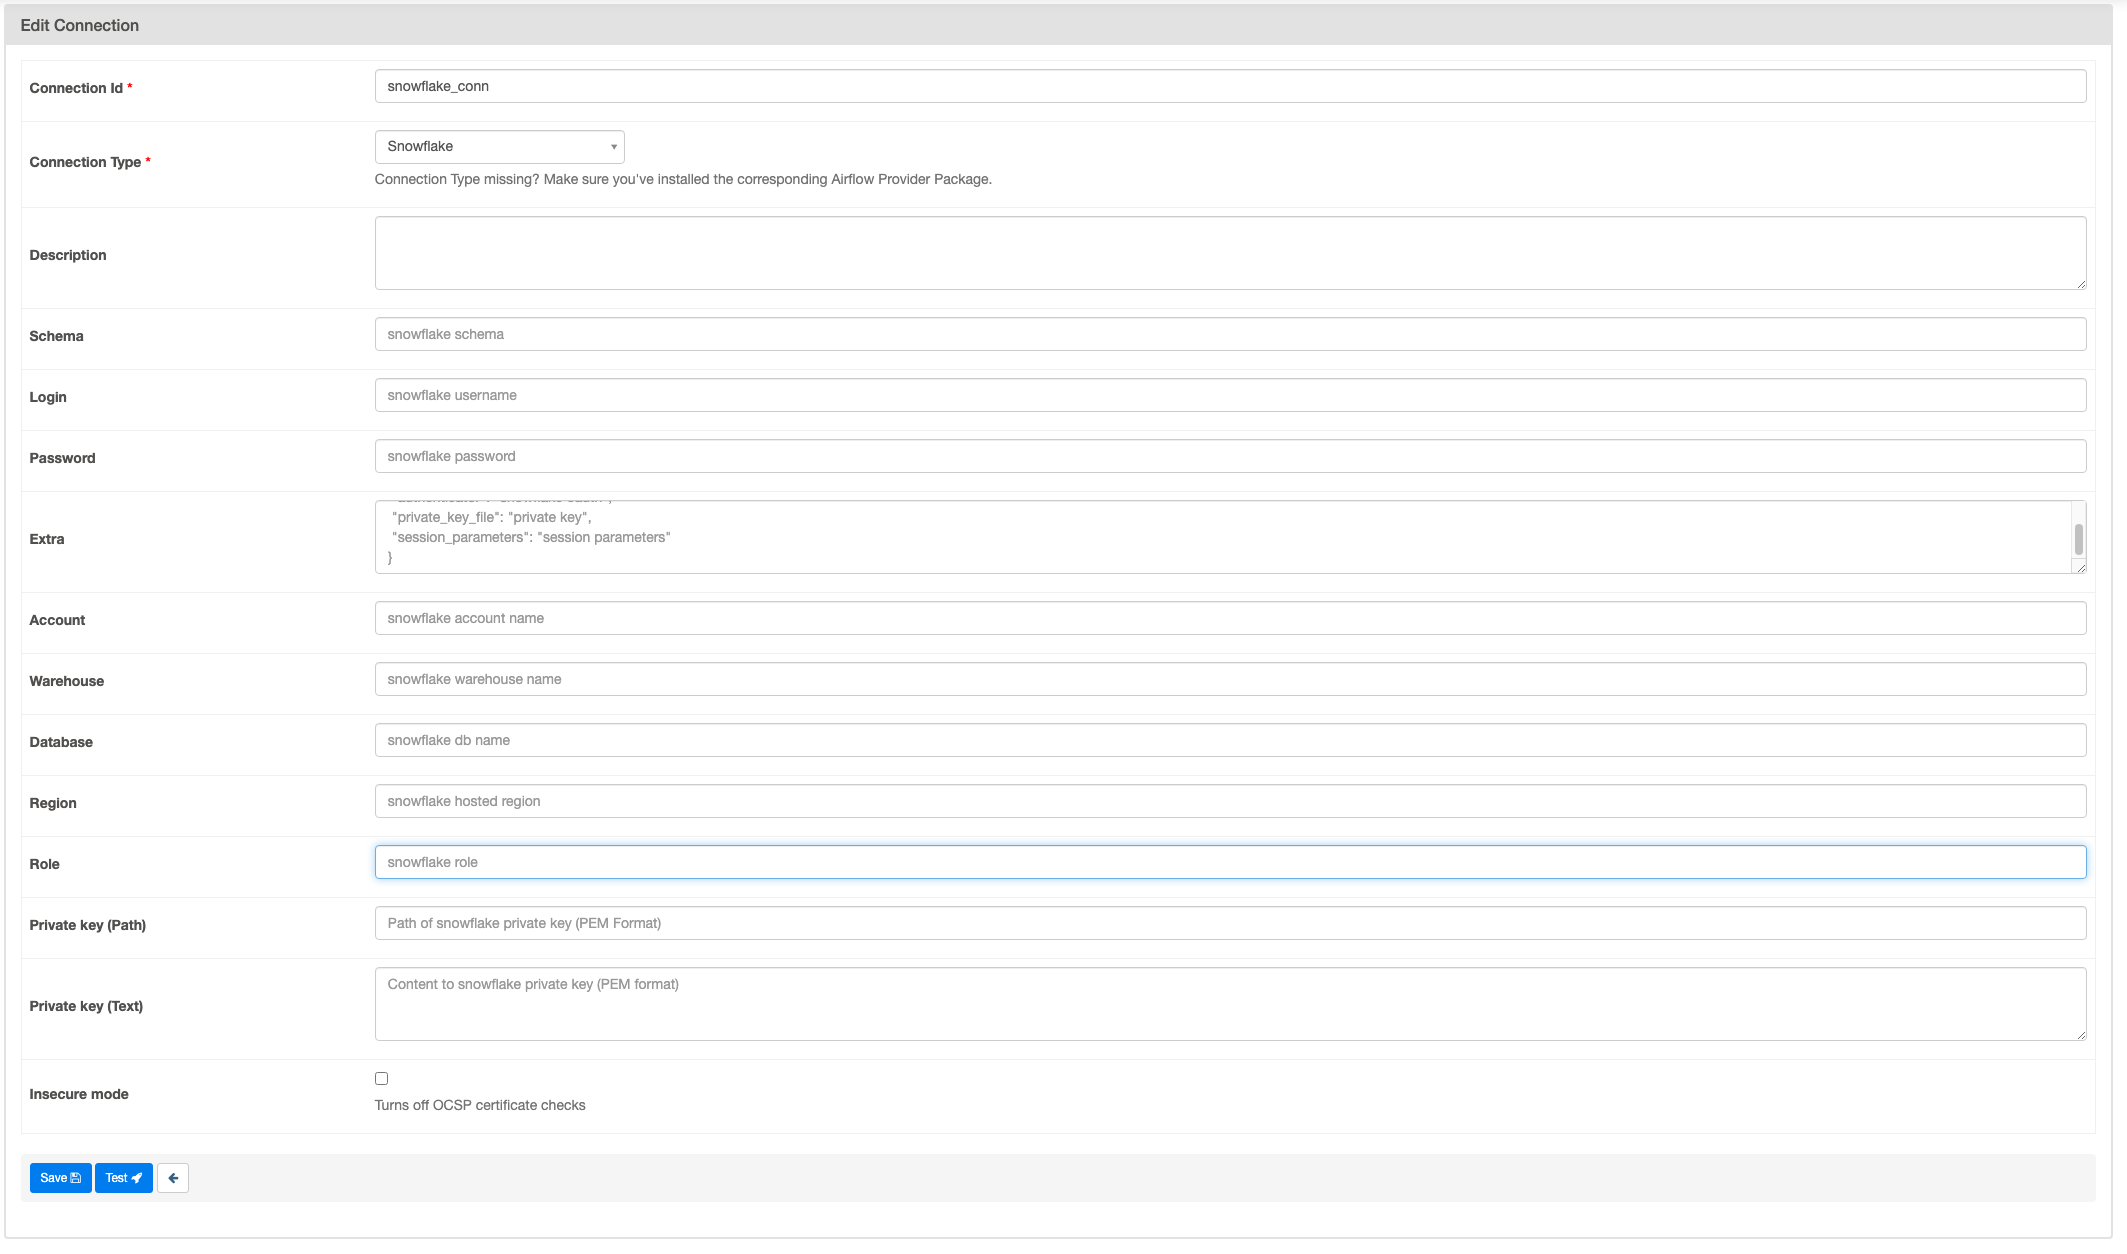 Edit Connection
Connection Id *
snowflake_conn
Connection Type *
Snowflake
Connection Type missing? Make sure you've installed the corresponding Airflow Provider Package.
Description
Schema
snowflake schema
Login
snowflake username
Password
snowflake password
Extra
"private_key_file": "private key",
"session_parameters": "session parameters"
}
Account
snowflake account name
Warehouse
snowflake warehouse name
Database
snowflake db name
Region
snowflake hosted region
Role
snowflake role
Private key (Path)
Path of snowflake private key (PEM Format)
Private key (Text)
Content to snowflake private key (PEM format)
Insecure mode
Turns off OCSP certificate checks
Save
Test